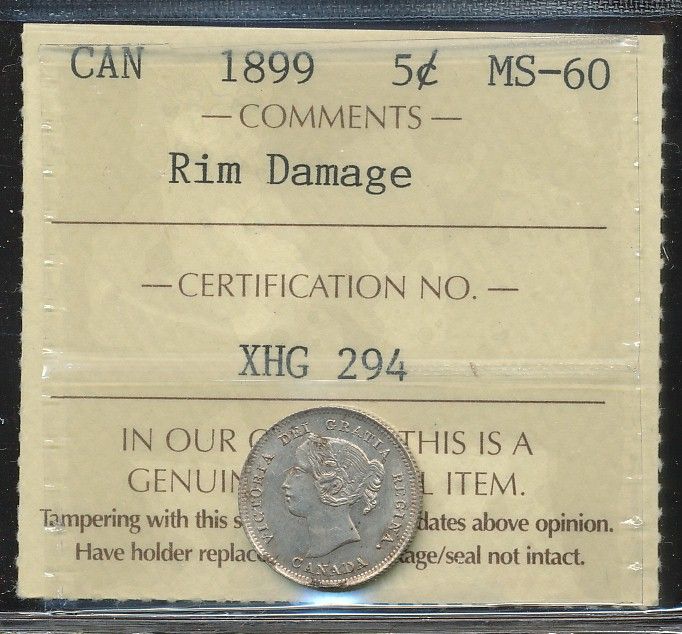 CAN 1899 5¢ MS-60
— COMMENTS —
Rim Damage
— CERTIFICATION NO. —
XHG 294
IN OUR THIS IS A
ITEM.
Tampering with this dates above opinion.
Have holder not intact.
VICTORIA DEI GRATIA REGINA.
CANADA